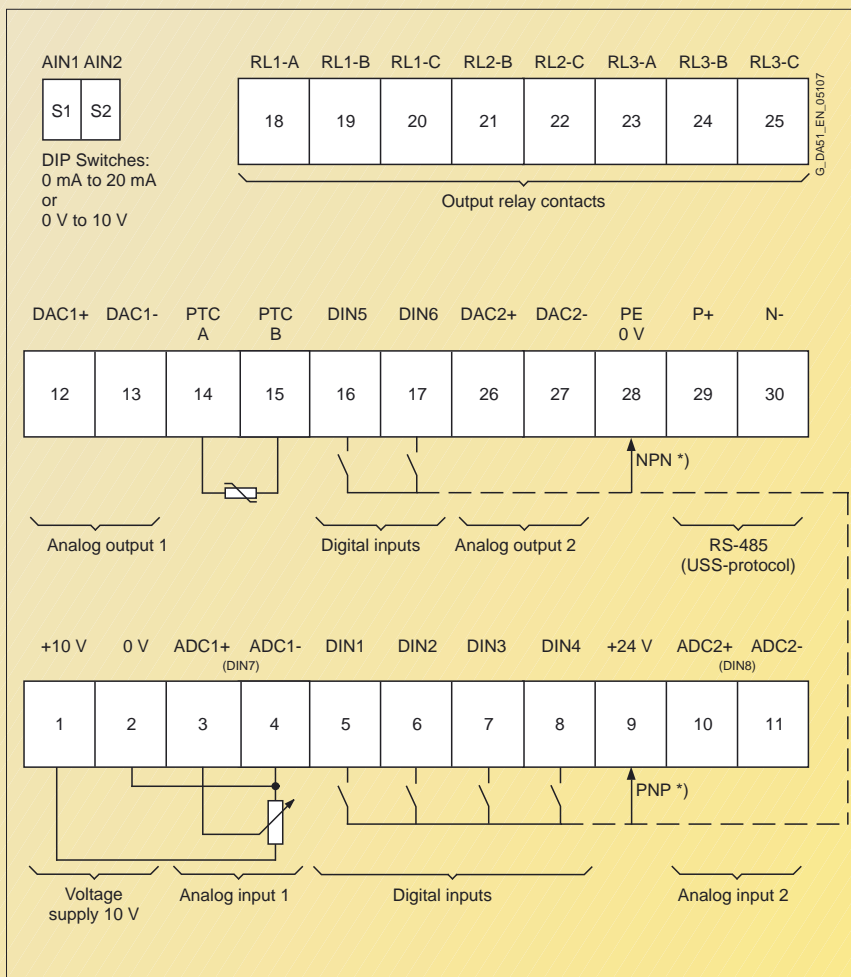 AIN1 AIN2
S1 S2
DIP Switches:
0 mA to 20 mA
or
0 V to 10 V
RL1-A RL1-B RL1-C RL2-B RL2-C RL3-A RL3-B RL3-C
18 19 20 21 22 23 24 25
Output relay contacts
G_DA51_EN_05107
DAC1+ DAC1- PTC PTC DIN5 DIN6 DAC2+ DAC2- PE P+ N-
A B 0 V
12 13 14 15 16 17 26 27 28 29 30
NPN *)
Analog output 1 Digital inputs Analog output 2 RS-485
(USS-protocol)
+10 V 0 V ADC1+ ADC1- DIN1 DIN2 DIN3 DIN4 +24 V ADC2+ ADC2-
(DIN7) (DIN8)
1 2 3 4 5 6 7 8 9 10 11
PNP *)
Voltage Analog input 1 Digital inputs Analog input 2
supply 10 V